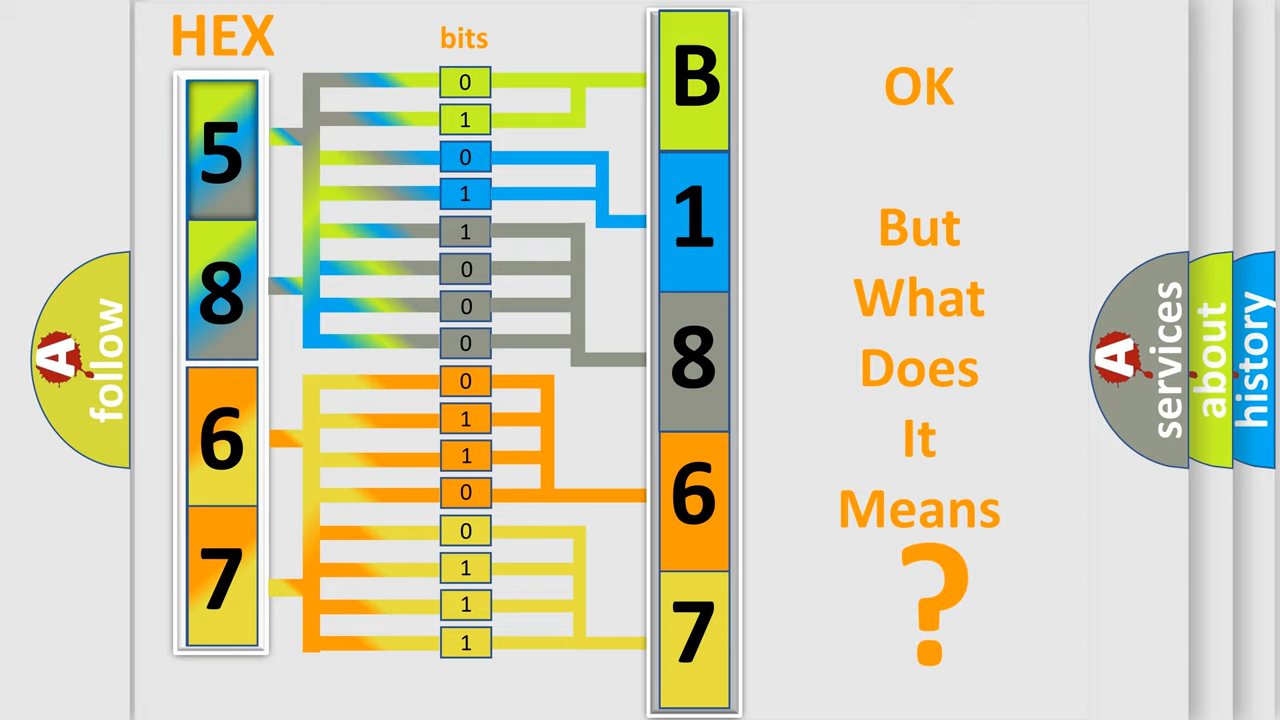 HEX
bits
5
8
6
7
0
1
0
1
1
0
0
0
0
1
1
0
0
1
1
1
B
1
8
6
7
OK
But
What
Does
It
Means
?
A
follow
A
services
about
history